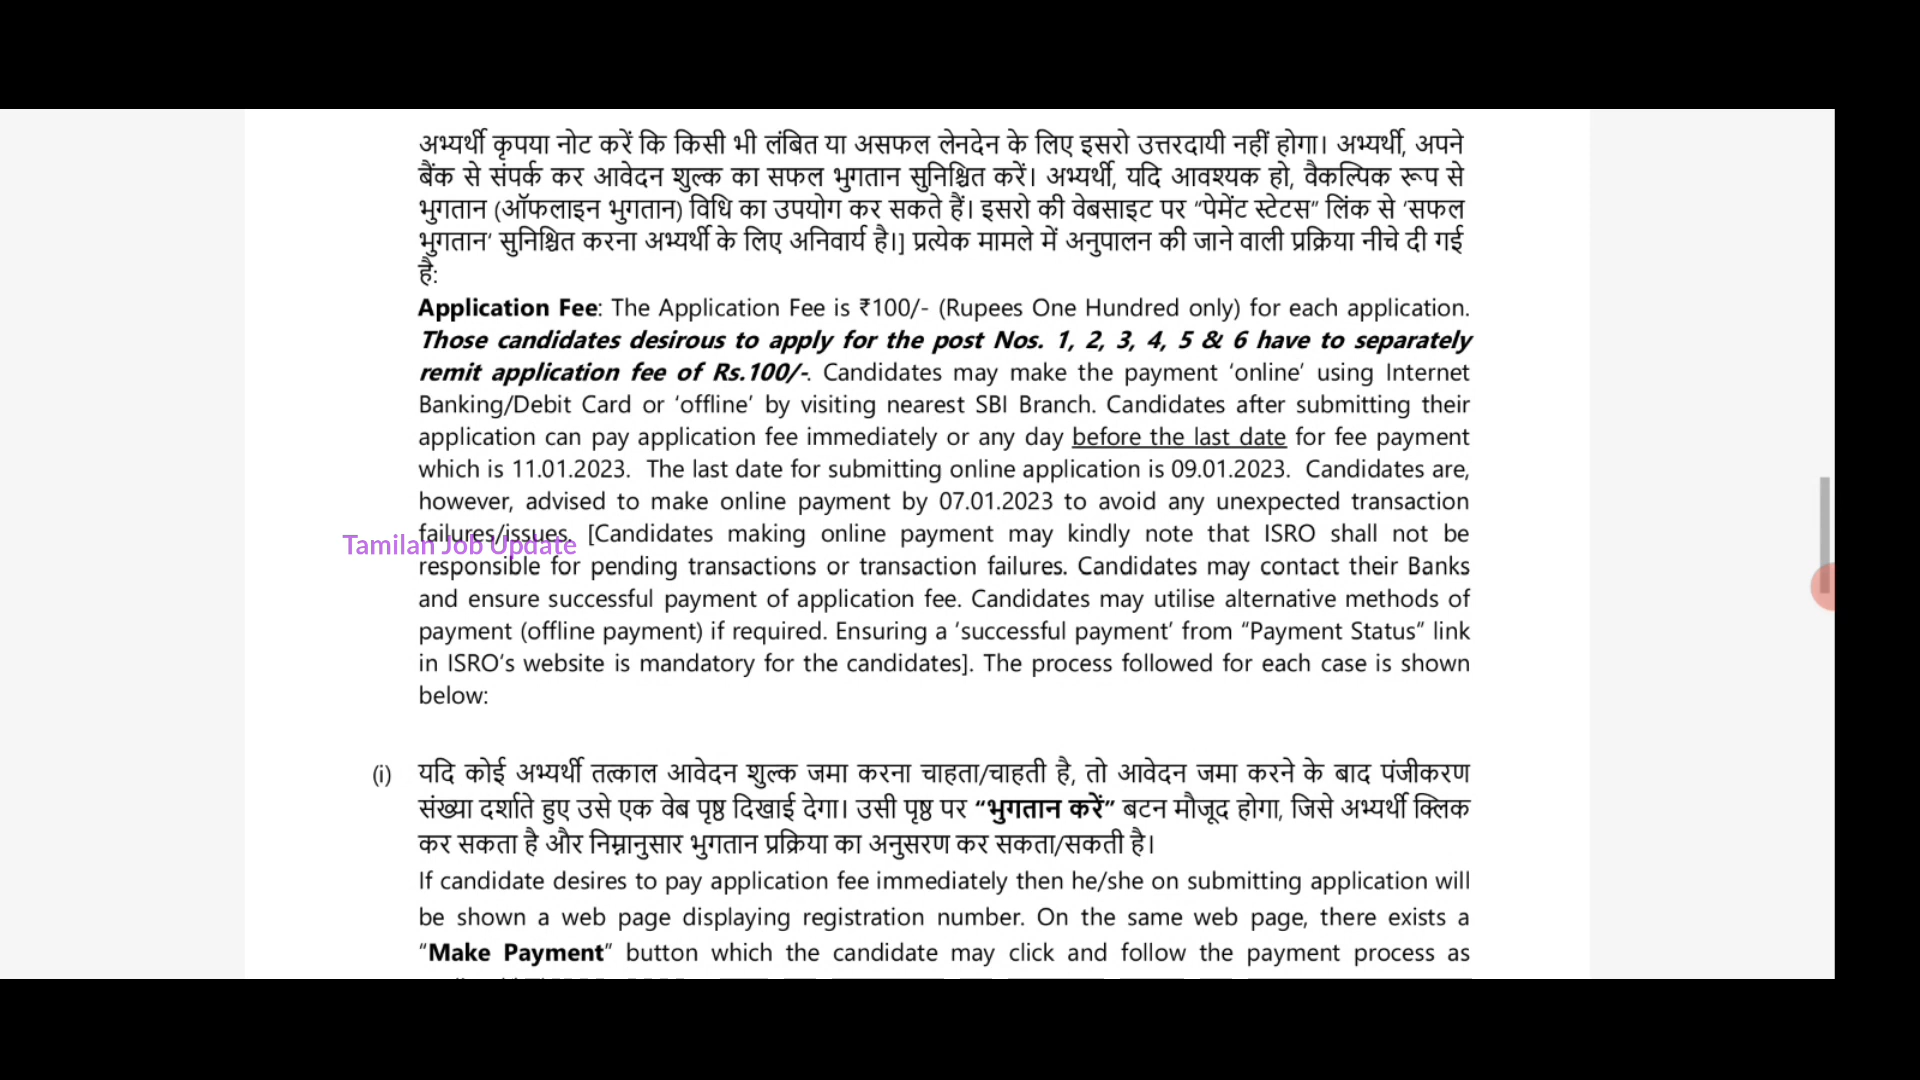 अभ्यर्थी कृपया नोट करें कि किसी भी लंबित या असफल लेनदेन के लिए इसरो उत्तरदायी नहीं होगा। अभ्यर्थी, अपने
बैंक से संपर्क कर आवेदन शुल्क का सफल भुगतान सुनिश्चित करें। अभ्यर्थी, यदि आवश्यक हो, वैकल्पिक रूप से
भुगतान (ऑफलाइन भुगतान) विधि का उपयोग कर सकते हैं। इसरो की वेबसाइट पर “पेमेंट स्टेटस” लिंक से ‘सफल
भुगतान’ सुनिश्चित करना अभ्यर्थी के लिए अनिवार्य है।] प्रत्येक मामले में अनुपालन की जाने वाली प्रक्रिया नीचे दी गई
है:
Application Fee: The Application Fee is ₹100/- (Rupees One Hundred only) for each application.
Those candidates desirous to apply for the post Nos. 1, 2, 3, 4, 5 & 6 have to separately
remit application fee of Rs.100/-. Candidates may make the payment ‘online’ using Internet
Banking/Debit Card or ‘offline’ by visiting nearest SBI Branch. Candidates after submitting their
application can pay application fee immediately or any day before the last date for fee payment
which is 11.01.2023. The last date for submitting online application is 09.01.2023. Candidates are,
however, advised to make online payment by 07.01.2023 to avoid any unexpected transaction
failures/issues. [Candidates making online payment may kindly note that ISRO shall not be
Tamilan Job Update
responsible for pending transactions or transaction failures. Candidates may contact their Banks
and ensure successful payment of application fee. Candidates may utilise alternative methods of
payment (offline payment) if required. Ensuring a ‘successful payment’ from “Payment Status” link
in ISRO’s website is mandatory for the candidates]. The process followed for each case is shown
below:
(i) यदि कोई अभ्यर्थी तत्काल आवेदन शुल्क जमा करना चाहता/चाहती है, तो आवेदन जमा करने के बाद पंजीकरण
संख्या दर्शाते हुए उसे एक वेब पृष्ठ दिखाई देगा। उसी पृष्ठ पर “भुगतान करें” बटन मौजूद होगा, जिसे अभ्यर्थी क्लिक
कर सकता है और निम्नानुसार भुगतान प्रक्रिया का अनुसरण कर सकता/सकती है।
If candidate desires to pay application fee immediately then he/she on submitting application will
be shown a web page displaying registration number. On the same web page, there exists a
“Make Payment” button which the candidate may click and follow the payment process as